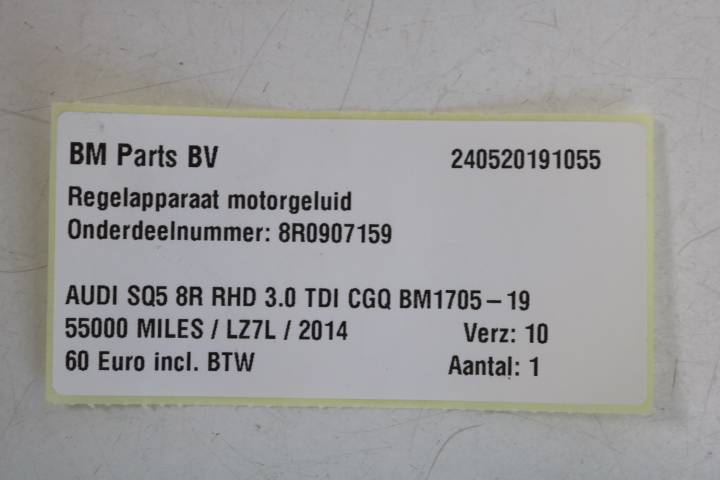 BM Parts BV 240520191055
Regelapparaat motorgeluid
Onderdeelnummer: 8R0907159
AUDI SQ5 8R RHD 3.0 TDI CGQ BM1705-19
55000 MILES / LZ7L / 2014 Verz: 10
60 Euro incl. BTW Aantal: 1